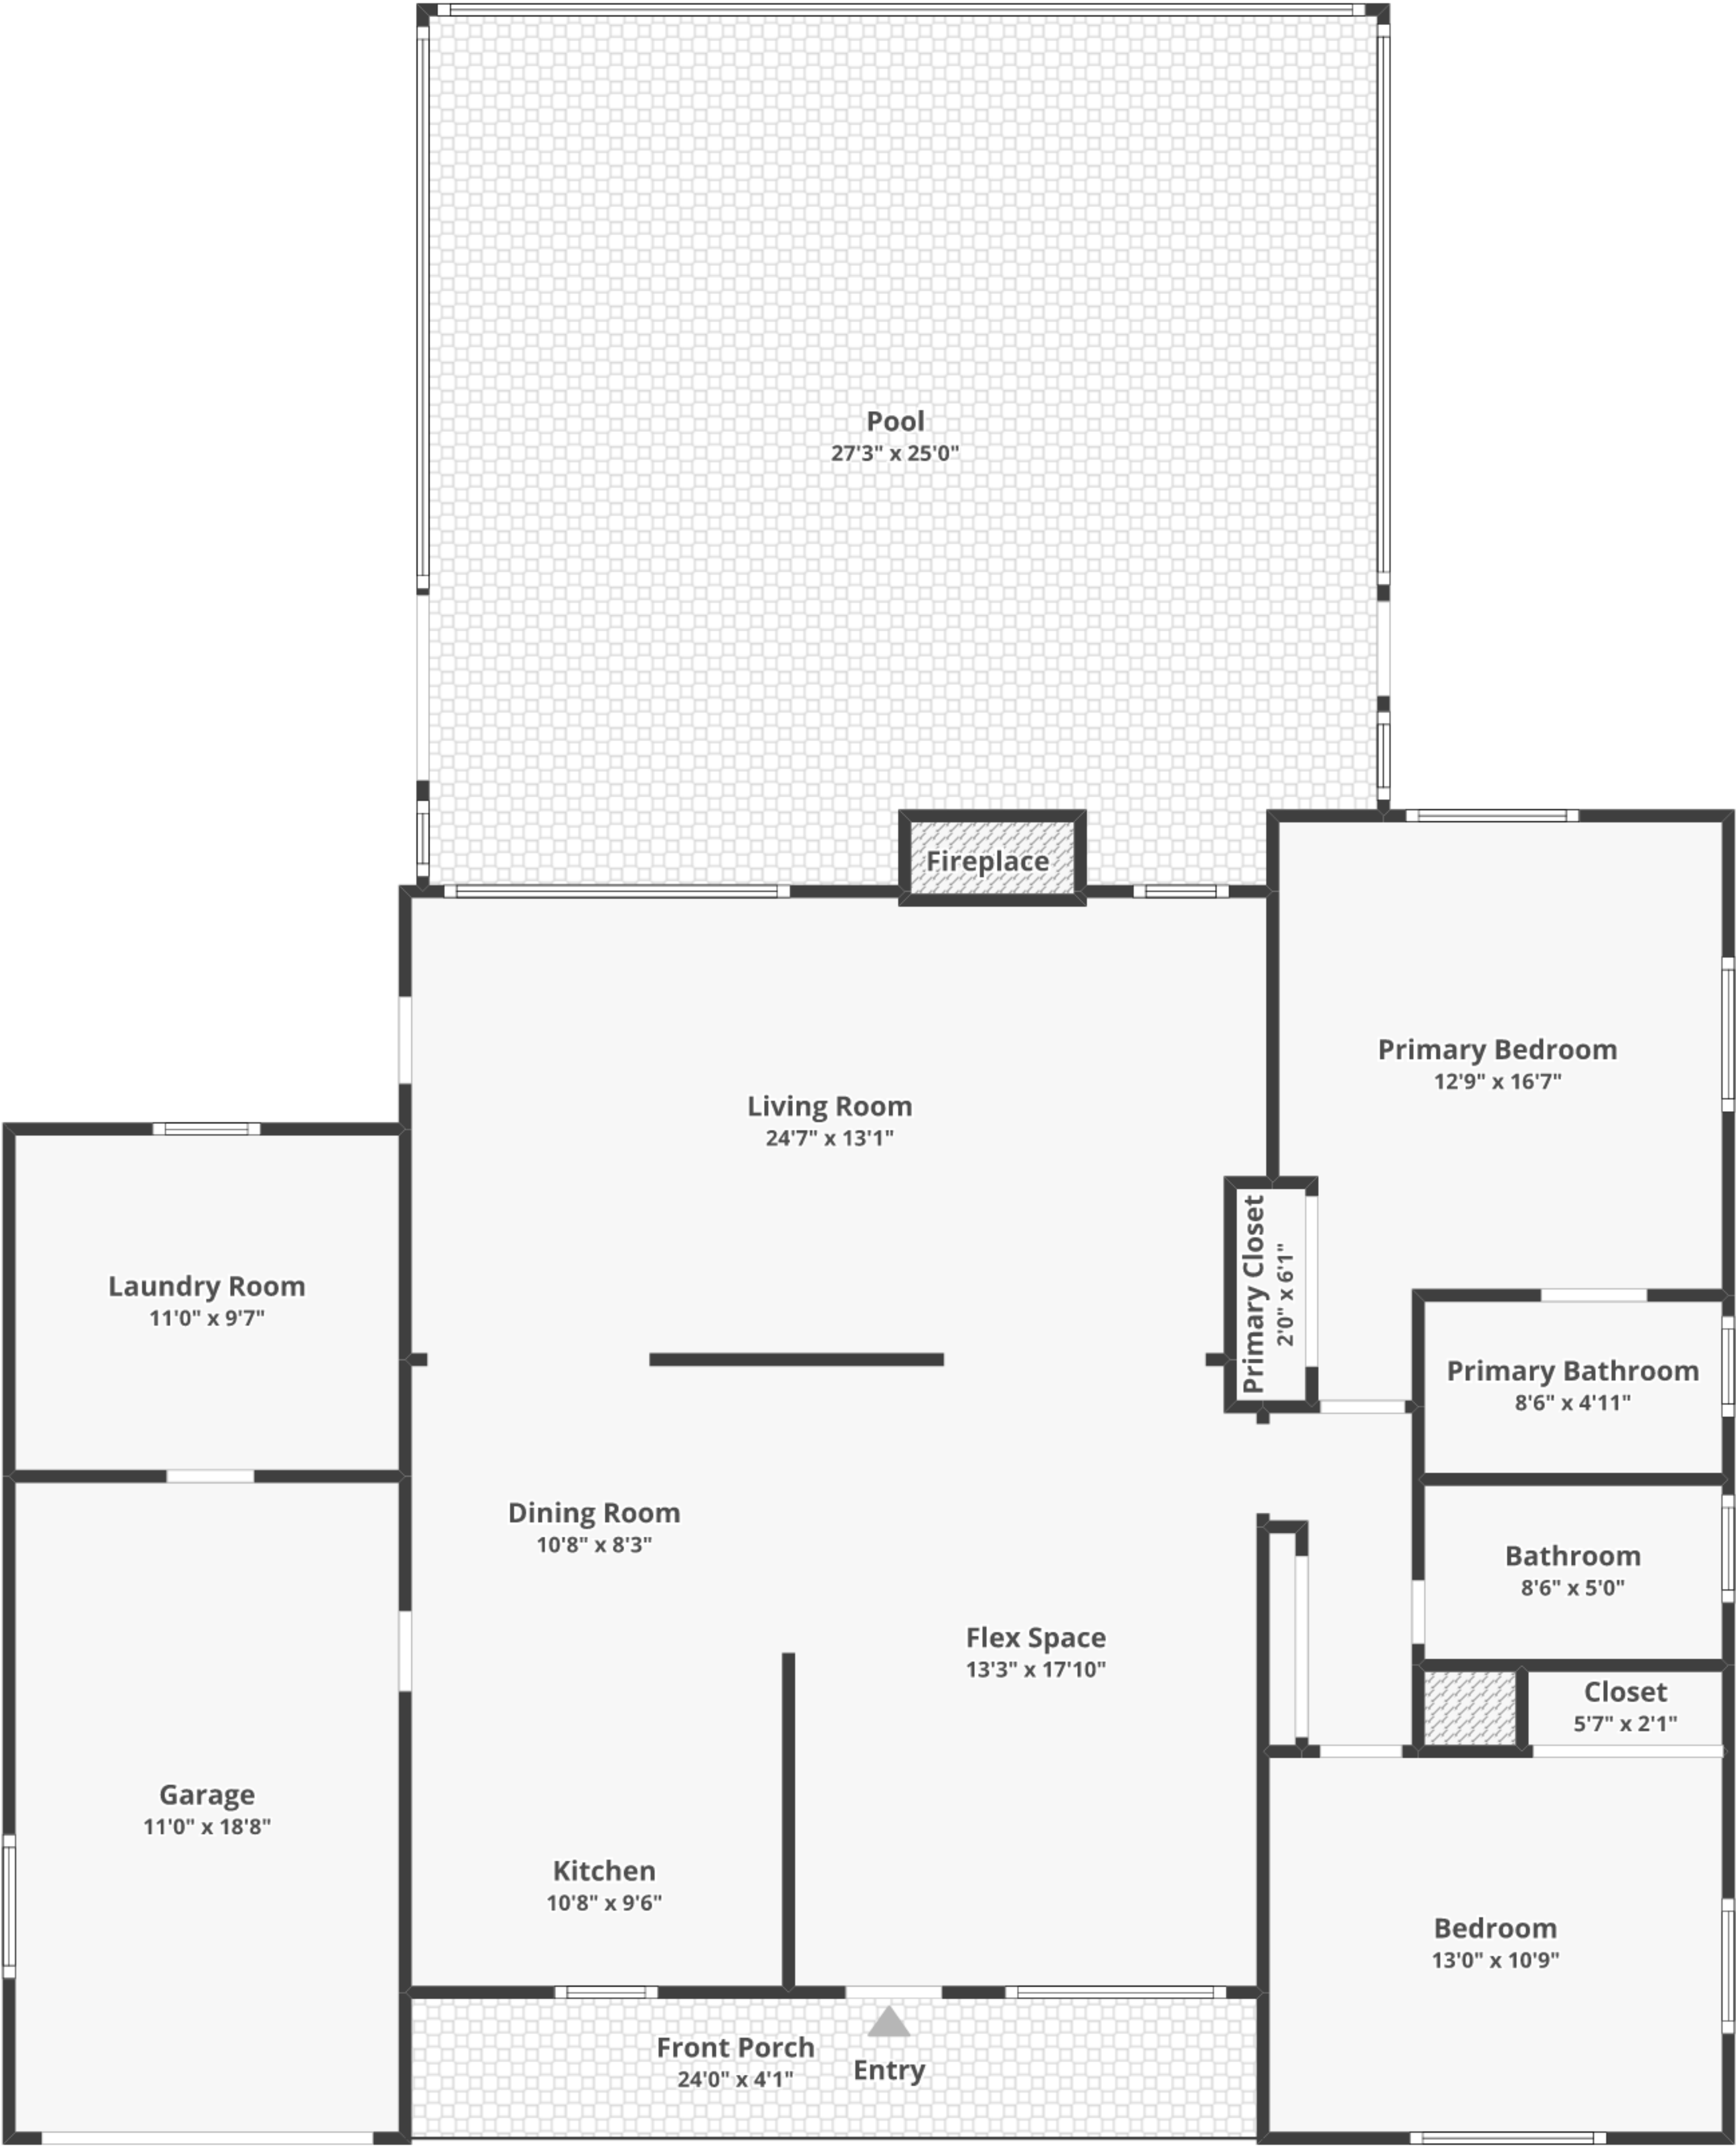 Pool
27'3" x 25'0"
Fireplace
Primary Bedroom
12'9" x 16'7"
Living Room
24'7" x 13'1"
Primary Closet
2'0" x 6'1"
Laundry Room
11'0" x 9'7"
Primary Bathroom
8'6" x 4'11"
Dining Room
10'8" x 8'3"
Bathroom
8'6" x 5'0"
Flex Space
13'3" x 17'10"
Closet
5'7" x 2'1"
Garage
11'0" x 18'8"
Kitchen
10'8" x 9'6"
Bedroom
13'0" x 10'9"
Front Porch
24'0" x 4'1"
Entry